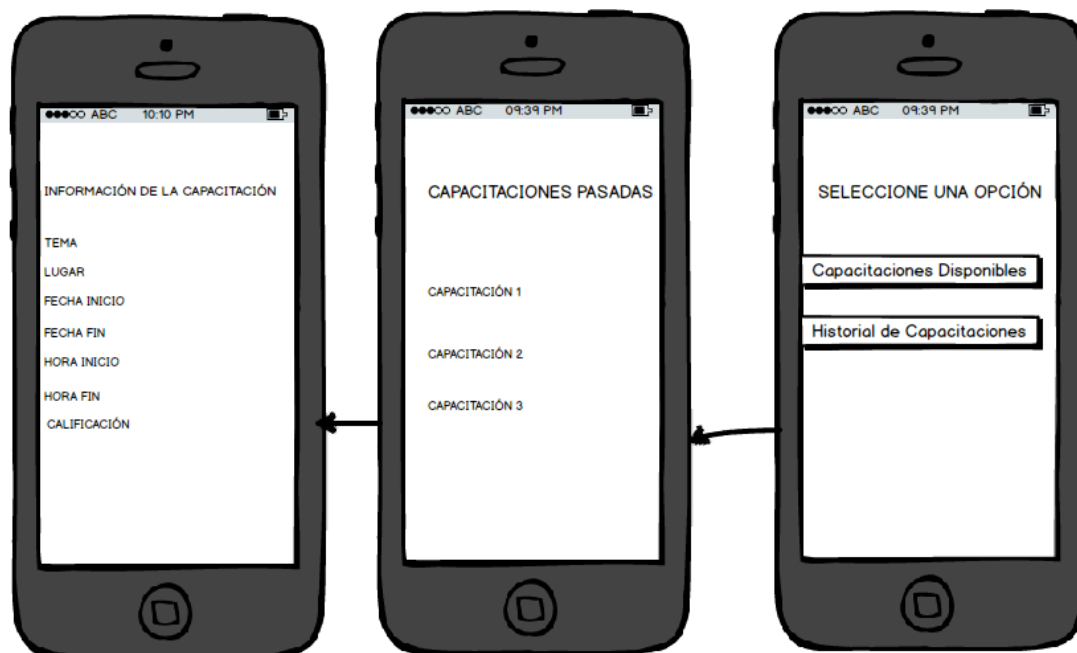 ●●●○○ ABC 10:10 PM
INFORMACIÓN DE LA CAPACITACIÓN
TEMA
LUGAR
FECHA INICIO
FECHA FIN
HORA INICIO
HORA FIN
CALIFICACIÓN
●●●○○ ABC 09:39 PM
CAPACITACIONES PASADAS
CAPACITACIÓN 1
CAPACITACIÓN 2
CAPACITACIÓN 3
●●●○○ ABC 09:39 PM
SELECCIONE UNA OPCIÓN
Capacitaciones Disponibles
Historial de Capacitaciones